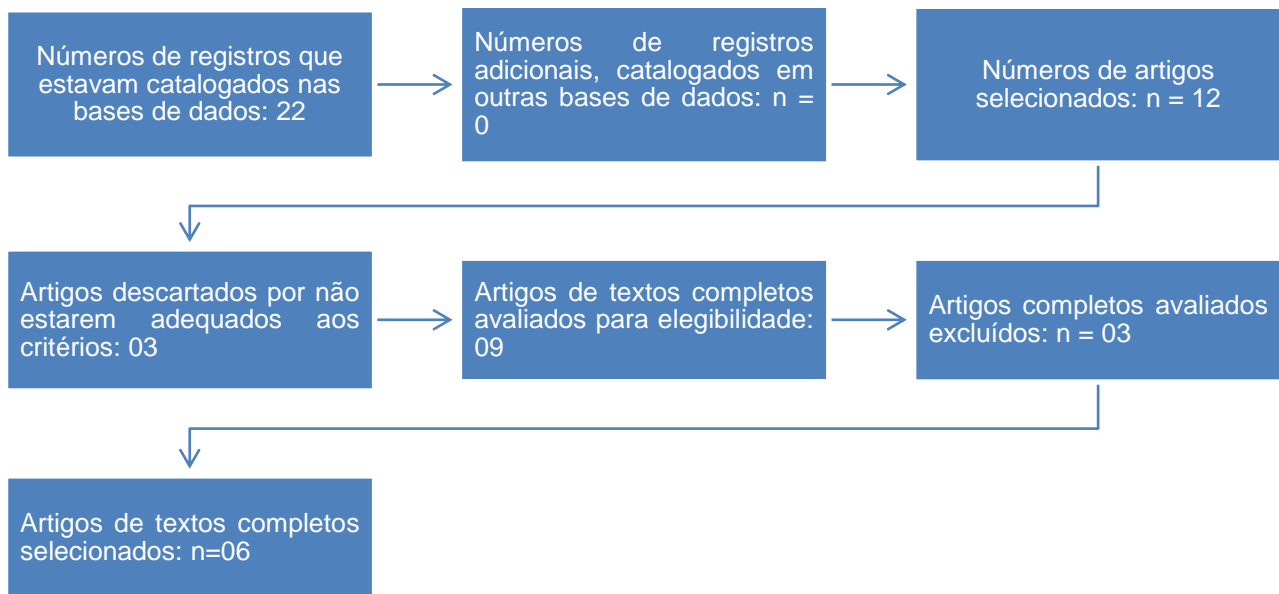 Números de registros que
estavam catalogados nas
bases de dados: 22
Números de registros
adicionais, catalogados em
outras bases de dados: n =
0
Números de artigos
selecionados: n = 12
Artigos descartados por não
estarem adequados aos
critérios: 03
Artigos de textos completos
avaliados para elegibilidade:
09
Artigos completos avaliados
excluídos: n = 03
Artigos de textos completos
selecionados: n=06